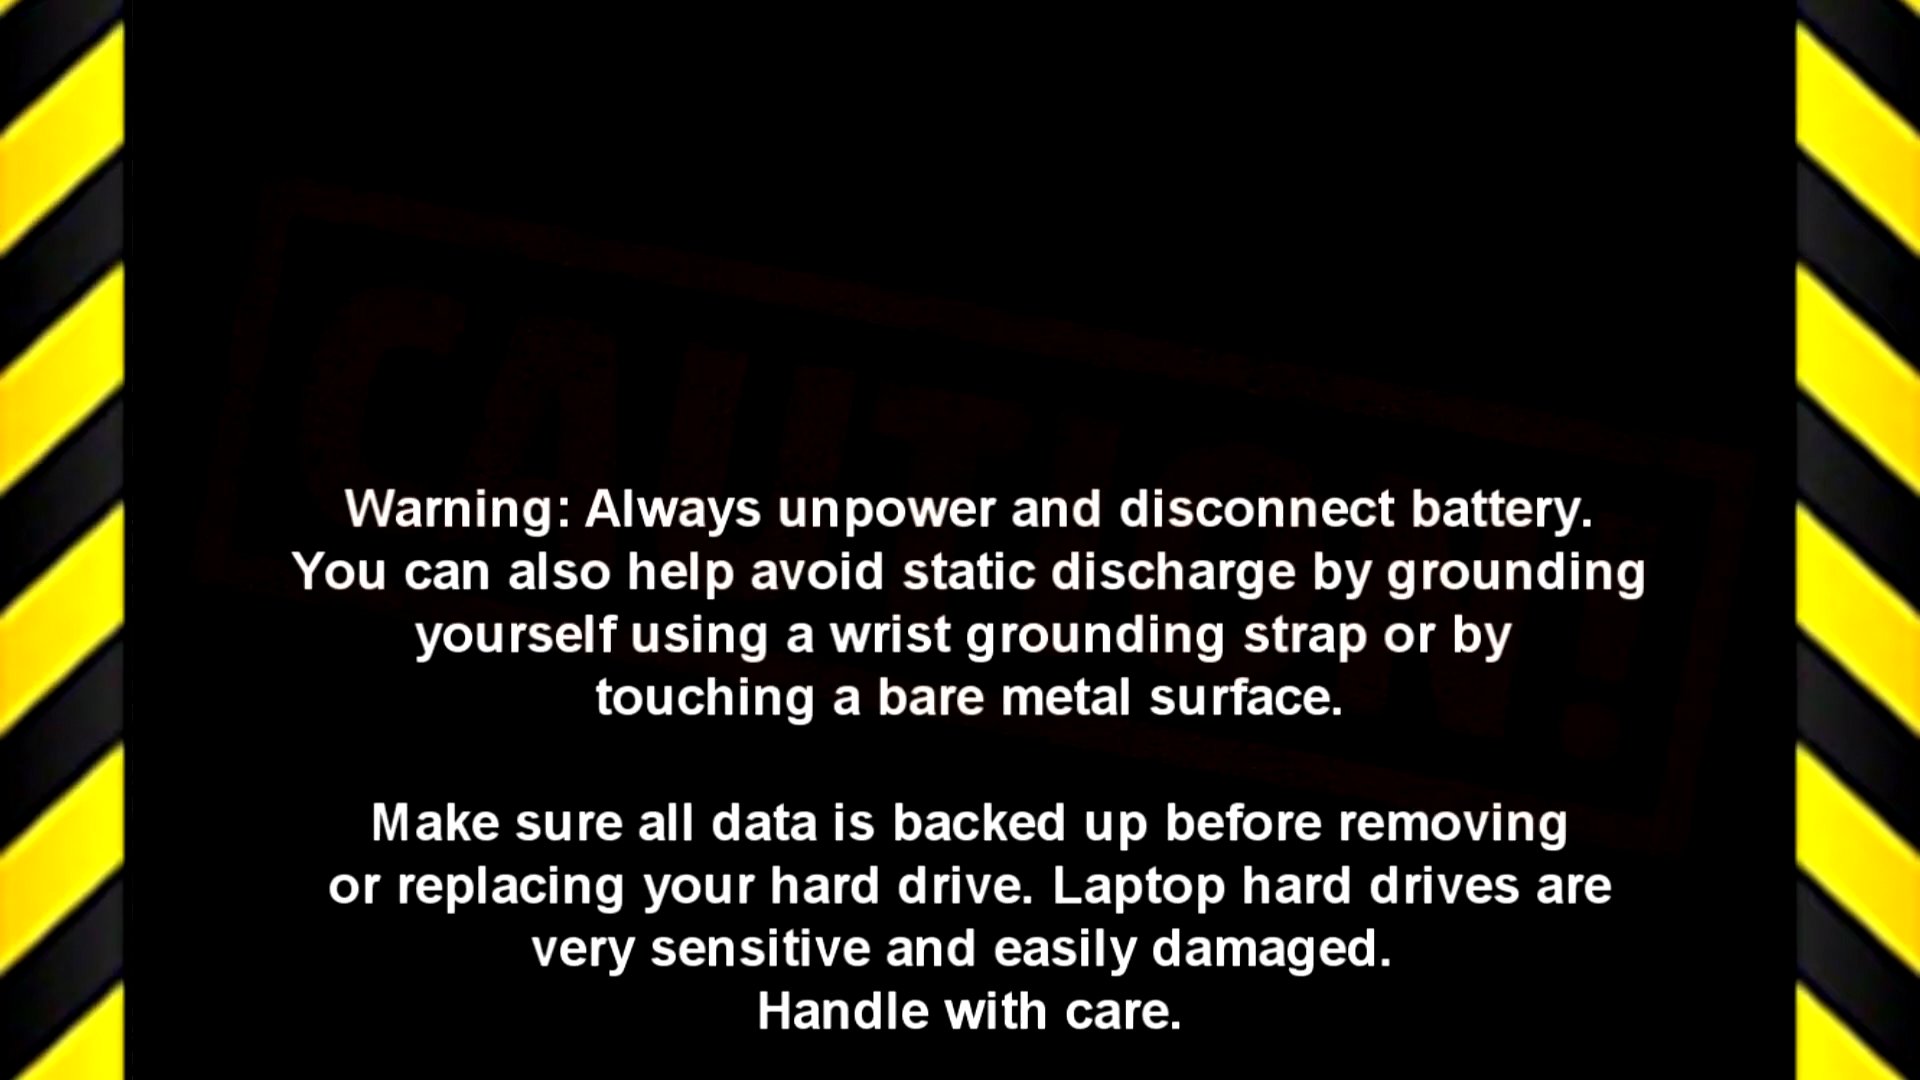 CAUTION!
Warning: Always unpower and disconnect battery.
You can also help avoid static discharge by grounding
yourself using a wrist grounding strap or by
touching a bare metal surface.
Make sure all data is backed up before removing
or replacing your hard drive. Laptop hard drives are
very sensitive and easily damaged.
Handle with care.